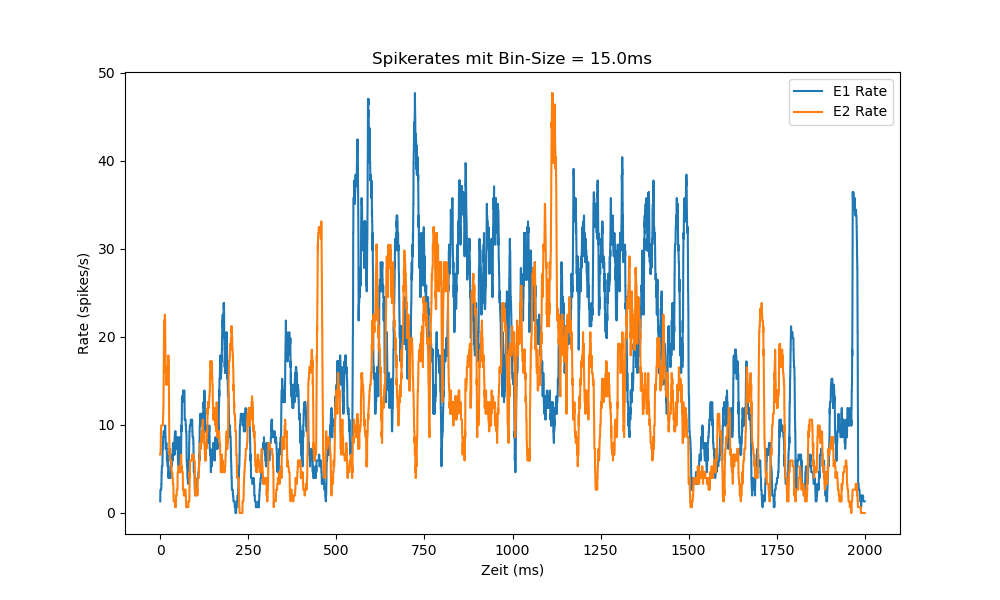 Spikerates mit Bin-Size = 15.0ms
E1 Rate
E2 Rate
50
40
30
20
10
0
Rate (spikes/s)
0 250 500 750 1000 1250 1500 1750 2000
Zeit (ms)